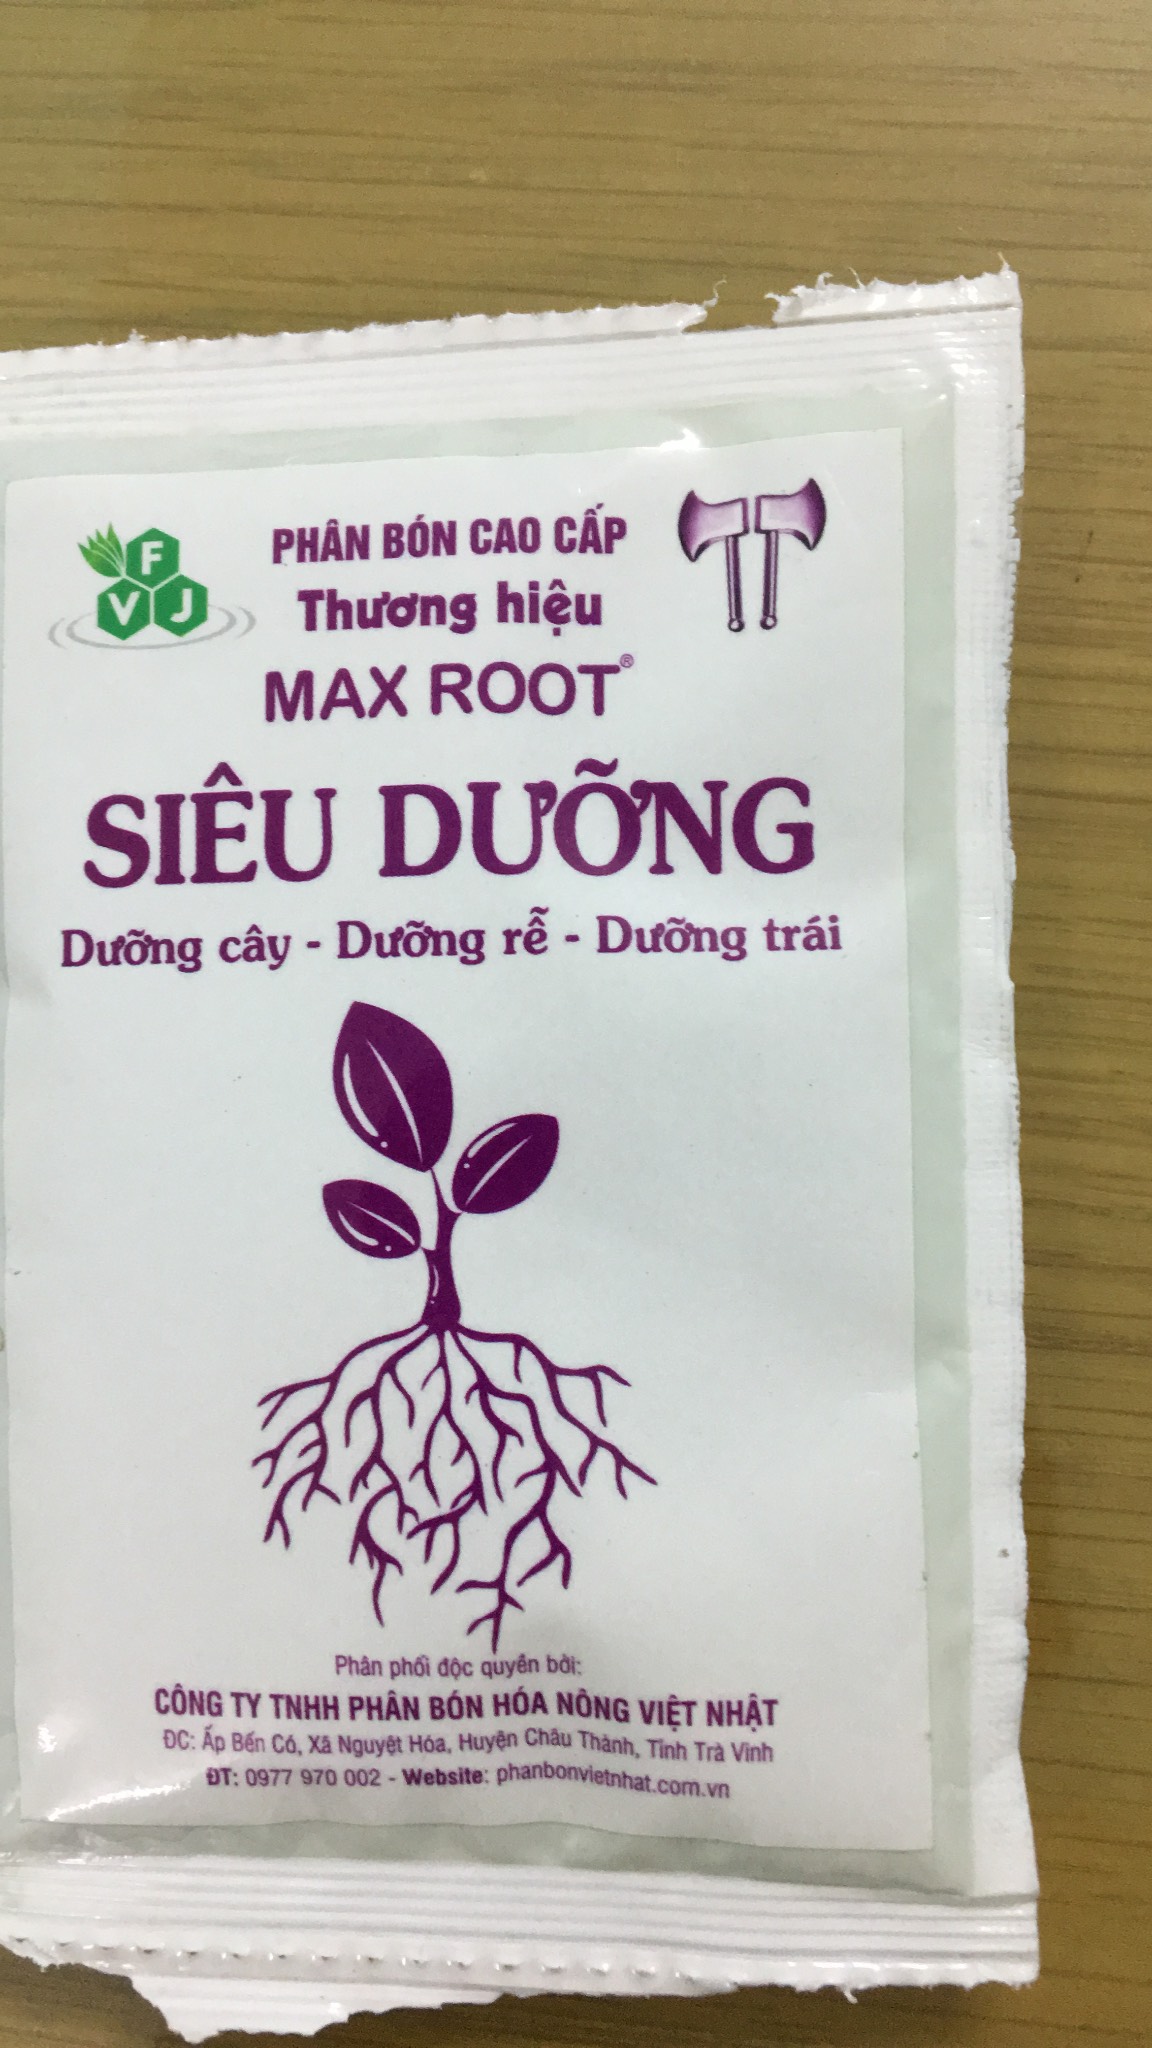 F
V J
PHÂN BÓN CAO CẤP
Thương hiệu
MAX ROOT®
SIÊU DƯỠNG
Dưỡng cây - Dưỡng rễ - Dưỡng trái
Phân phối độc quyền bởi:
CÔNG TY TNHH PHÂN BÓN HÓA NÔNG VIỆT NHẬT
ĐC: Ấp Bến Có, Xã Nguyệt Hóa, Huyện Châu Thành, Tỉnh Trà Vinh
ĐT: 0977 970 002 - Website: phanbonvietnhat.com.vn